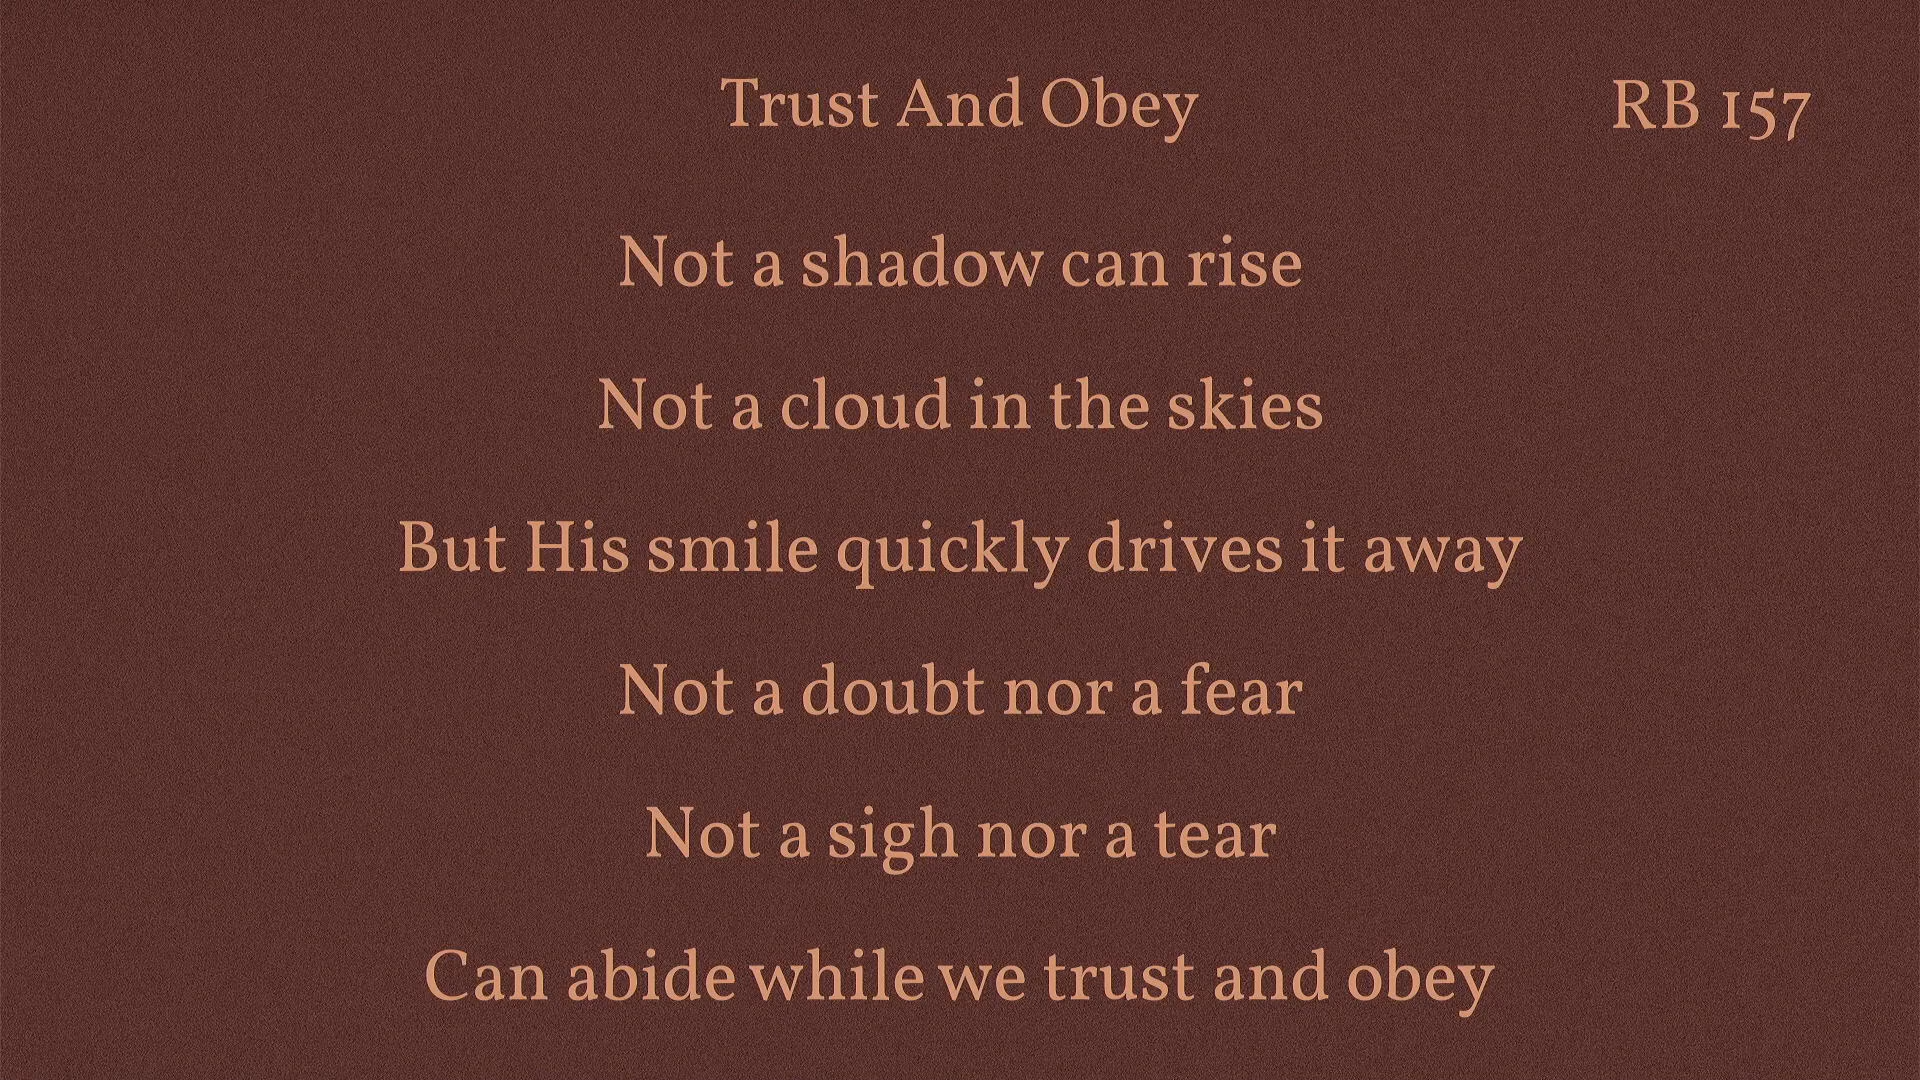 Trust And Obey
RB 157
Not a shadow can rise
Not a cloud in the skies
But His smile quickly drives it away
Not a doubt nor a fear
Not a sigh nor a tear
Can abide while we trust and obey